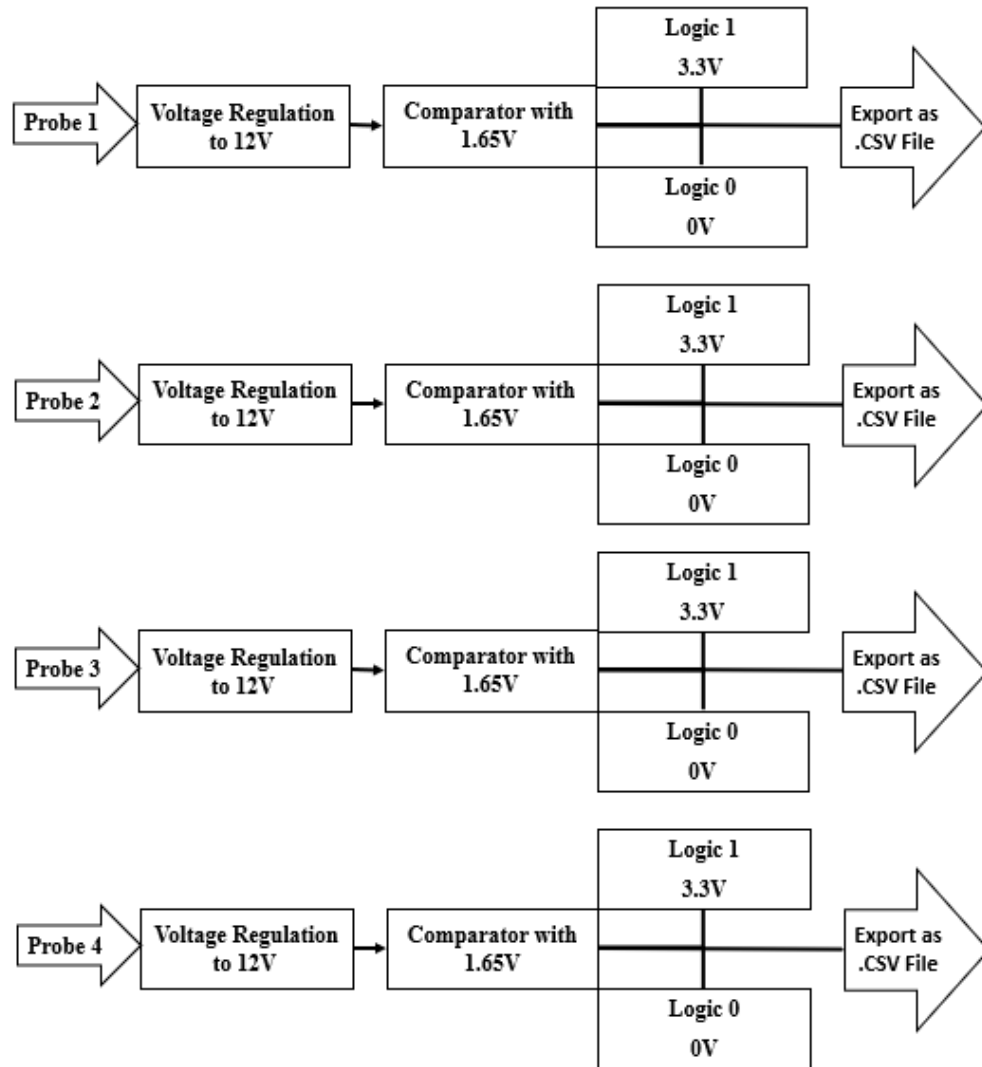 Logic 1
3.3V
Probe 1
Voltage Regulation
to 12V
Comparator with
1.65V
Export as
.CSV File
Logic 0
0V
Logic 1
3.3V
Probe 2
Voltage Regulation
to 12V
Comparator with
1.65V
Export as
.CSV File
Logic 0
0V
Logic 1
3.3V
Probe 3
Voltage Regulation
to 12V
Comparator with
1.65V
Export as
.CSV File
Logic 0
0V
Logic 1
3.3V
Probe 4
Voltage Regulation
to 12V
Comparator with
1.65V
Export as
.CSV File
Logic 0
0V